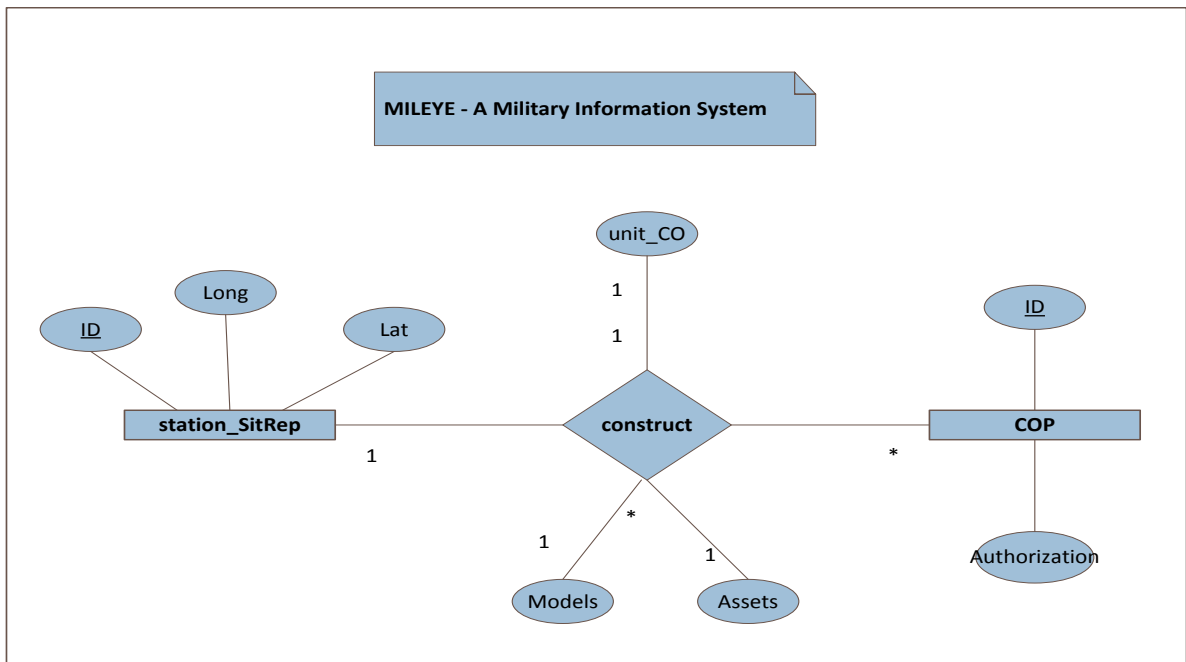 MILEYE - A Military Information System
unit_CO
1
1
Long
ID
Lat
ID
station_SitRep
construct
COP
1
*
*
1
1
Models
Assets
Authorization